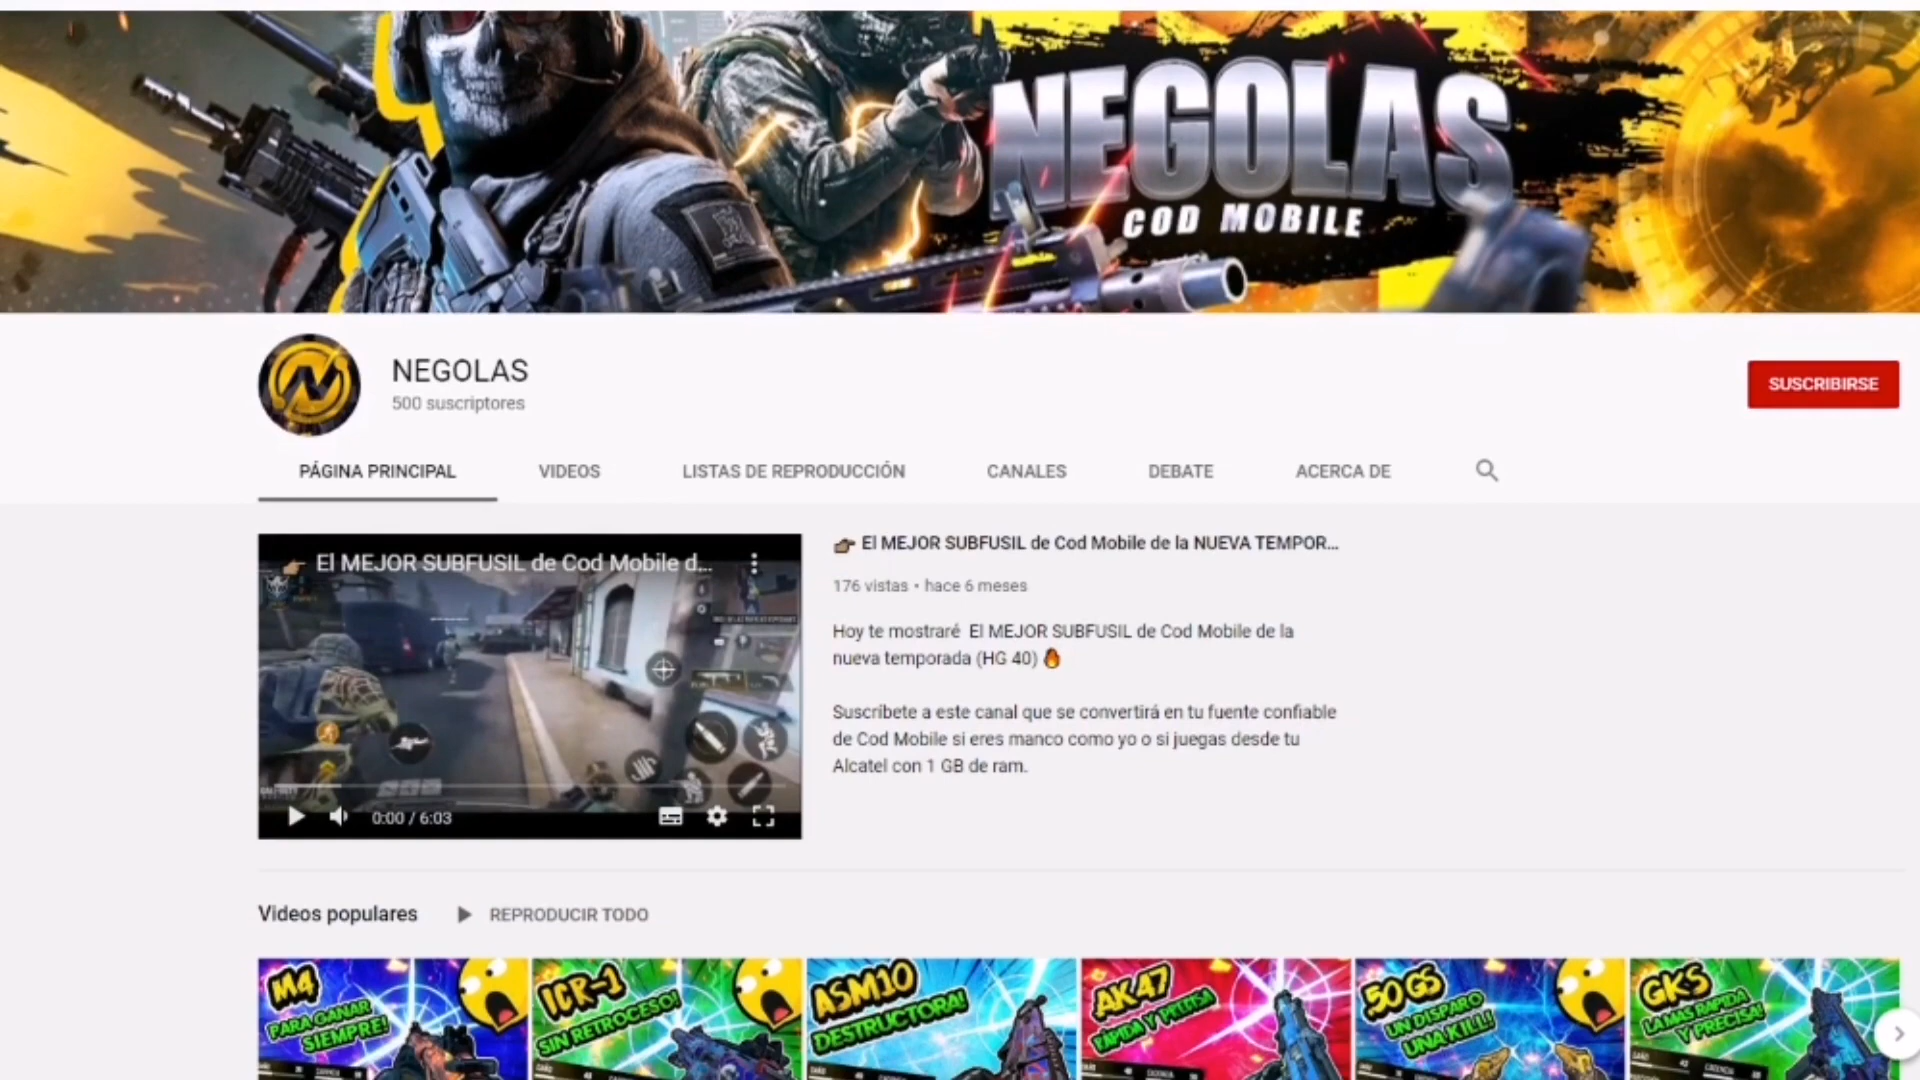 NEGOLAS
COD MOBILE
NEGOLAS
500 suscriptores
SUSCRIBIRSE
PÁGINA PRINCIPAL
VIDEOS
LISTAS DE REPRODUCCIÓN
CANALES
DEBATE
ACERCA DE
👉🏽 El MEJOR SUBFUSIL de Cod Mobile d...
0:00 / 6:03
👉🏽 El MEJOR SUBFUSIL de Cod Mobile de la NUEVA TEMPOR...
176 vistas • hace 6 meses
Hoy te mostraré El MEJOR SUBFUSIL de Cod Mobile de la
nueva temporada (HG 40) 🔥
Suscríbete a este canal que se convertirá en tu fuente confiable
de Cod Mobile si eres manco como yo o si juegas desde tu
Alcatel con 1 GB de ram.
Videos populares
REPRODUCIR TODO
M4
PARA GANAR
SIEMPRE!
ICR-1
SIN RETROCESO!
ASM10
DESTRUCTORA!
AK47
RÁPIDA Y PRECISA
50 GS
UN DISPARO
UNA KILL!
GKS
LA MAS RAPIDA
Y PRECISA!